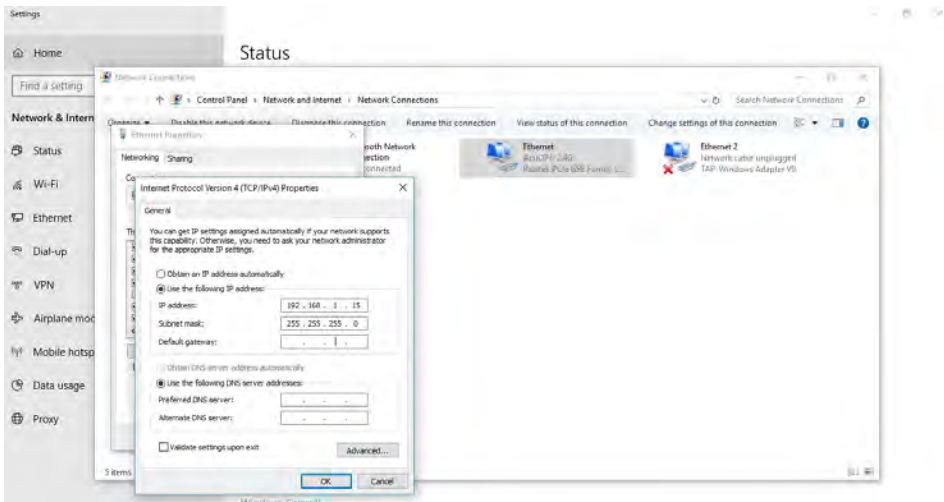 Settings
Home
Status
Find a setting
Network Connections
Control Panel › Network and Internet › Network Connections
Search Network Connections
Network & Intern
Organize
Disable this network device
Diagnose this connection
Rename this connection
View status of this connection
Change settings of this connection
Ethernet Properties
ooth Network
ection
onnected
Ethernet
Realtek PCIe GBE Family
Ethernet 2
Network cable unplugged
TAP-Windows Adapter V9
Networking
Sharing
Status
Wi-Fi
Ethernet
Dial-up
VPN
Airplane mod
Mobile hotsp
Data usage
Proxy
Internet Protocol Version 4 (TCP/IPv4) Properties
General
You can get IP settings assigned automatically if your network supports
this capability. Otherwise, you need to ask your network administrator
for the appropriate IP settings.
Obtain an IP address automatically
Use the following IP address:
IP address: 192 . 168 . 1 . 15
Subnet mask: 255 . 255 . 255 . 0
Default gateway: . . .
Obtain DNS server address automatically
Use the following DNS server addresses:
Preferred DNS server: . . .
Alternate DNS server: . . .
Validate settings upon exit
Advanced...
OK
Cancel
5 items